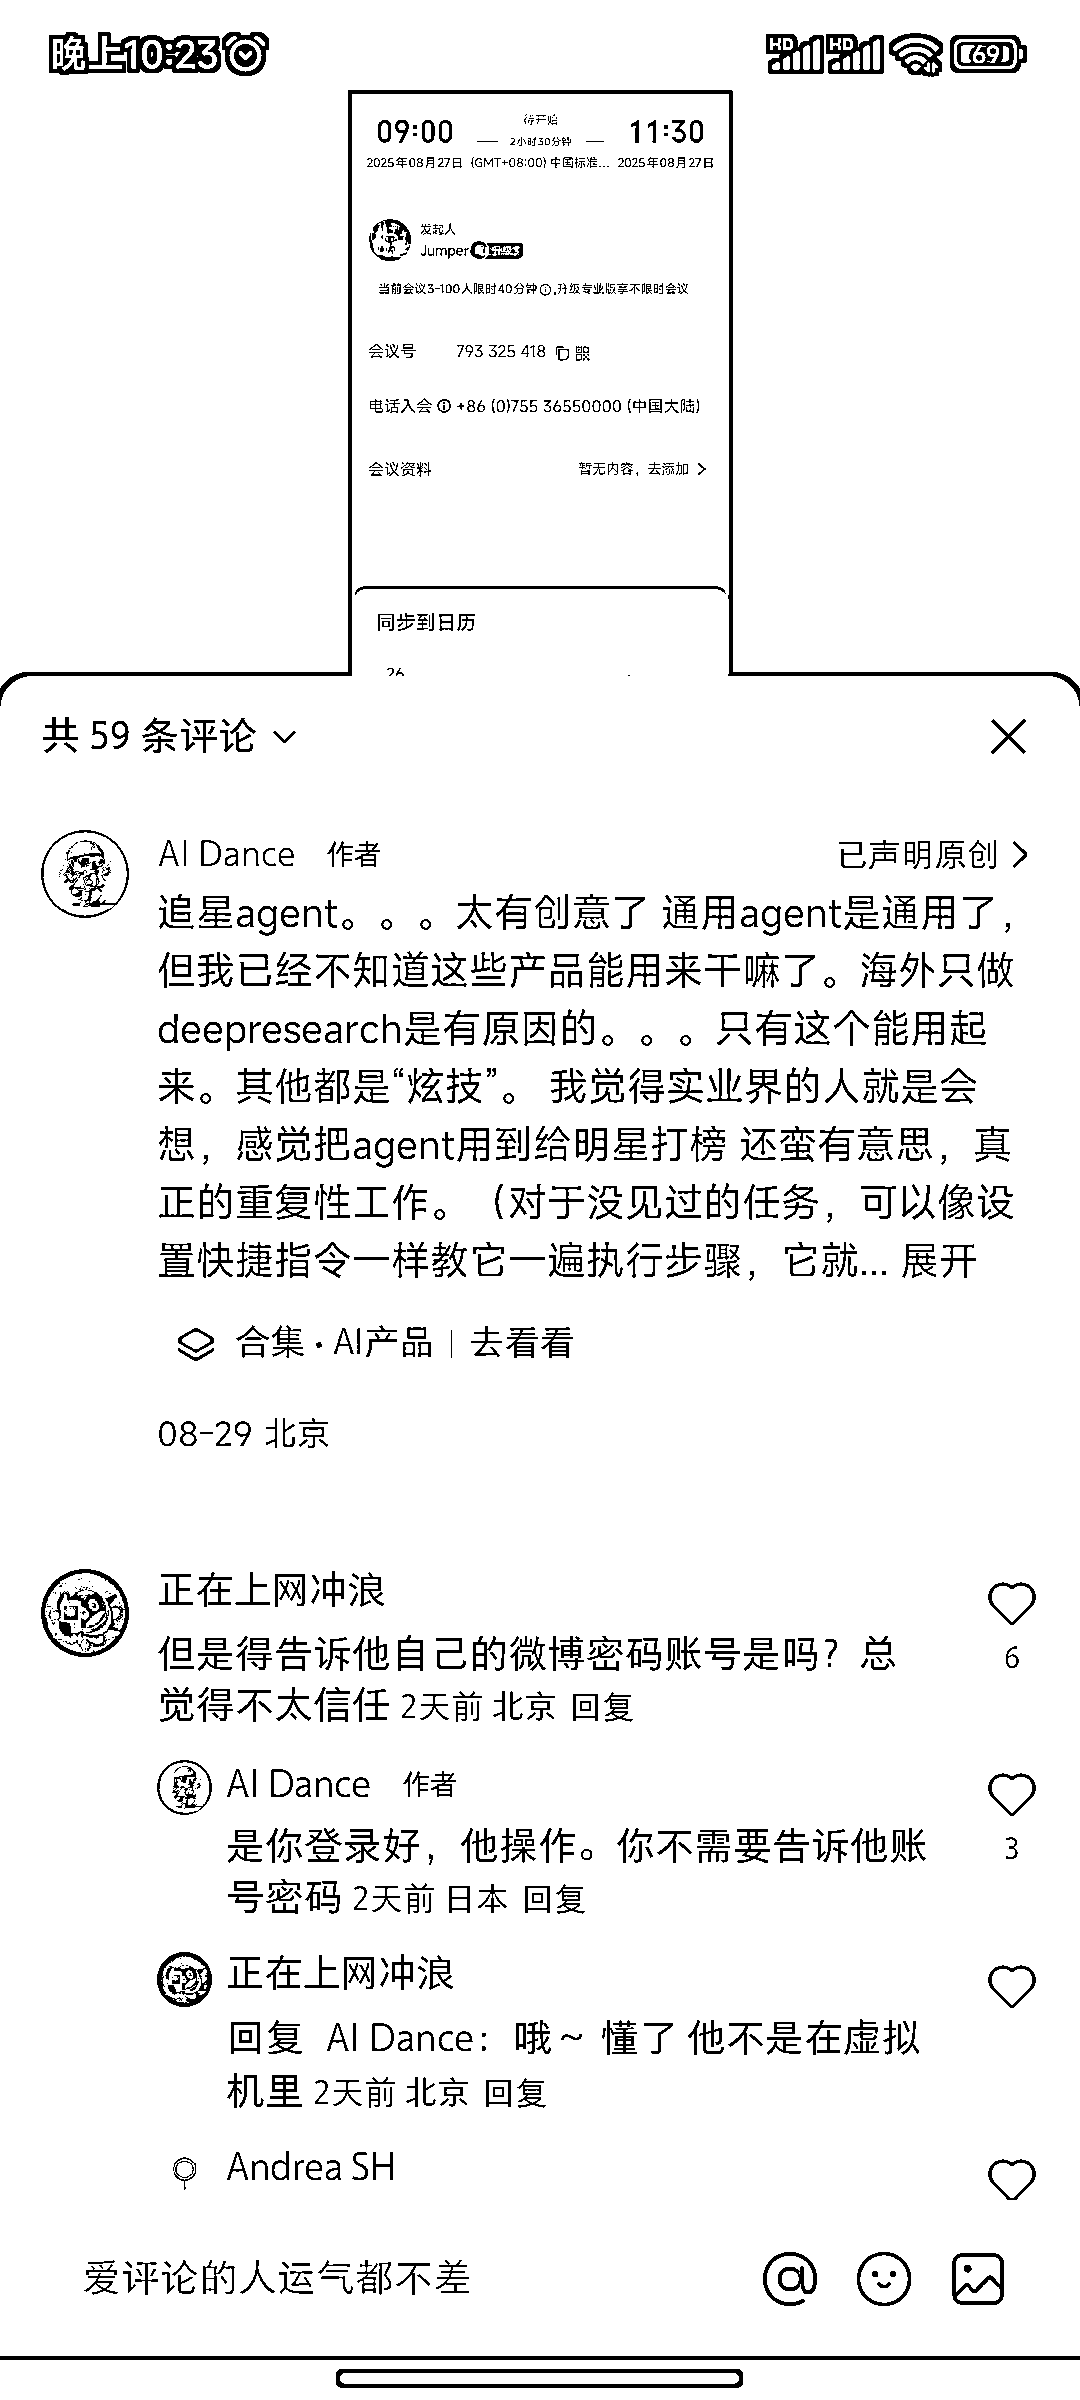 晚上10:23
HD HD 69
09:00 待开始 11:30
2小时30分钟
2025年08月27日 (GMT+08:00) 中国标准... 2025年08月27日
发起人
Jumper
当前会议3-100人限时40分钟,升级专业版享不限时会议
会议号 793 325 418
电话入会 +86 (0)755 36550000 (中国大陆)
会议资料 暂无内容，去添加
同步到日历
26
共 59 条评论
AI Dance 作者 已声明原创
追星agent。。。太有创意了 通用agent是通用了，
但我已经不知道这些产品能用来干嘛了。海外只做
deepresearch是有原因的。。。只有这个能用起
来。其他都是“炫技”。 我觉得实业界的人就是会
想，感觉把agent用到给明星打榜 还蛮有意思，真
正的重复性工作。（对于没见过的任务，可以像设
置快捷指令一样教它一遍执行步骤，它就... 展开
合集 · AI产品 | 去看看
08-29 北京
正在上网冲浪
但是得告诉他自己的微博密码账号是吗？总
觉得不太信任 2天前 北京 回复
6
AI Dance 作者
是你登录好，他操作。你不需要告诉他账
号密码 2天前 日本 回复
3
正在上网冲浪
回复 AI Dance：哦～ 懂了 他不是在虚拟
机里 2天前 北京 回复
Andrea SH
爱评论的人运气都不差